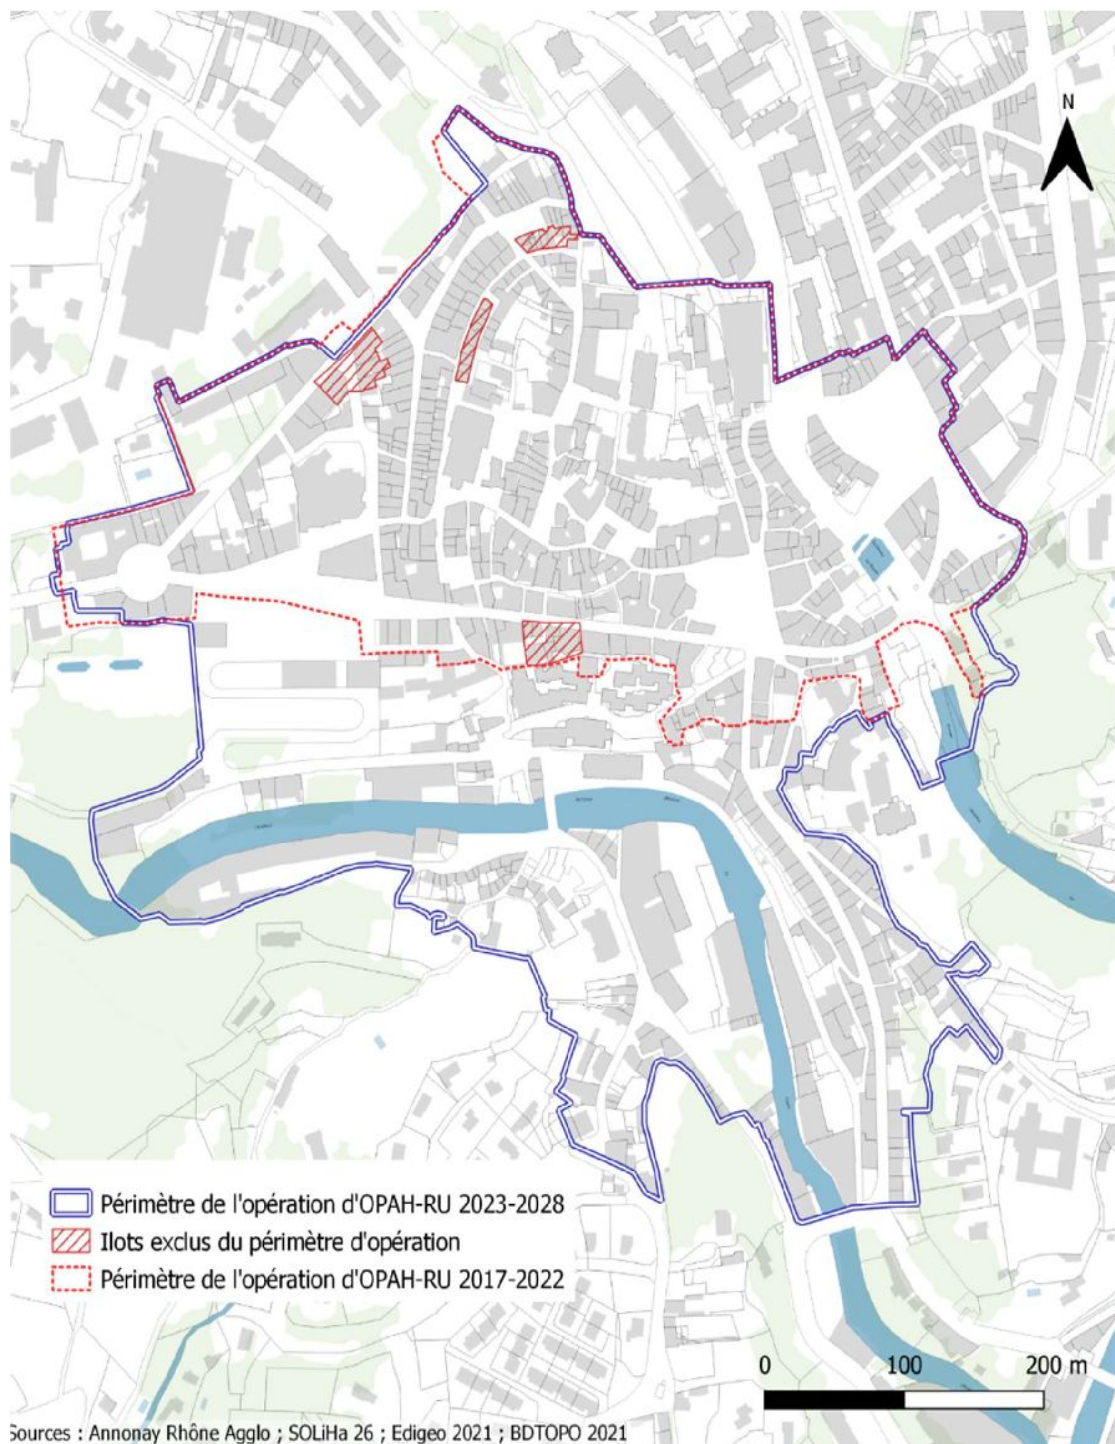 N
Périmètre de l'opération d'OPAH-RU 2023-2028
Ilots exclus du périmètre d'opération
Périmètre de l'opération d'OPAH-RU 2017-2022
0 100 200 m
Sources : Annonay Rhône Agglo ; SOLiHa 26 ; Edigeo 2021 ; BDTOPO 2021